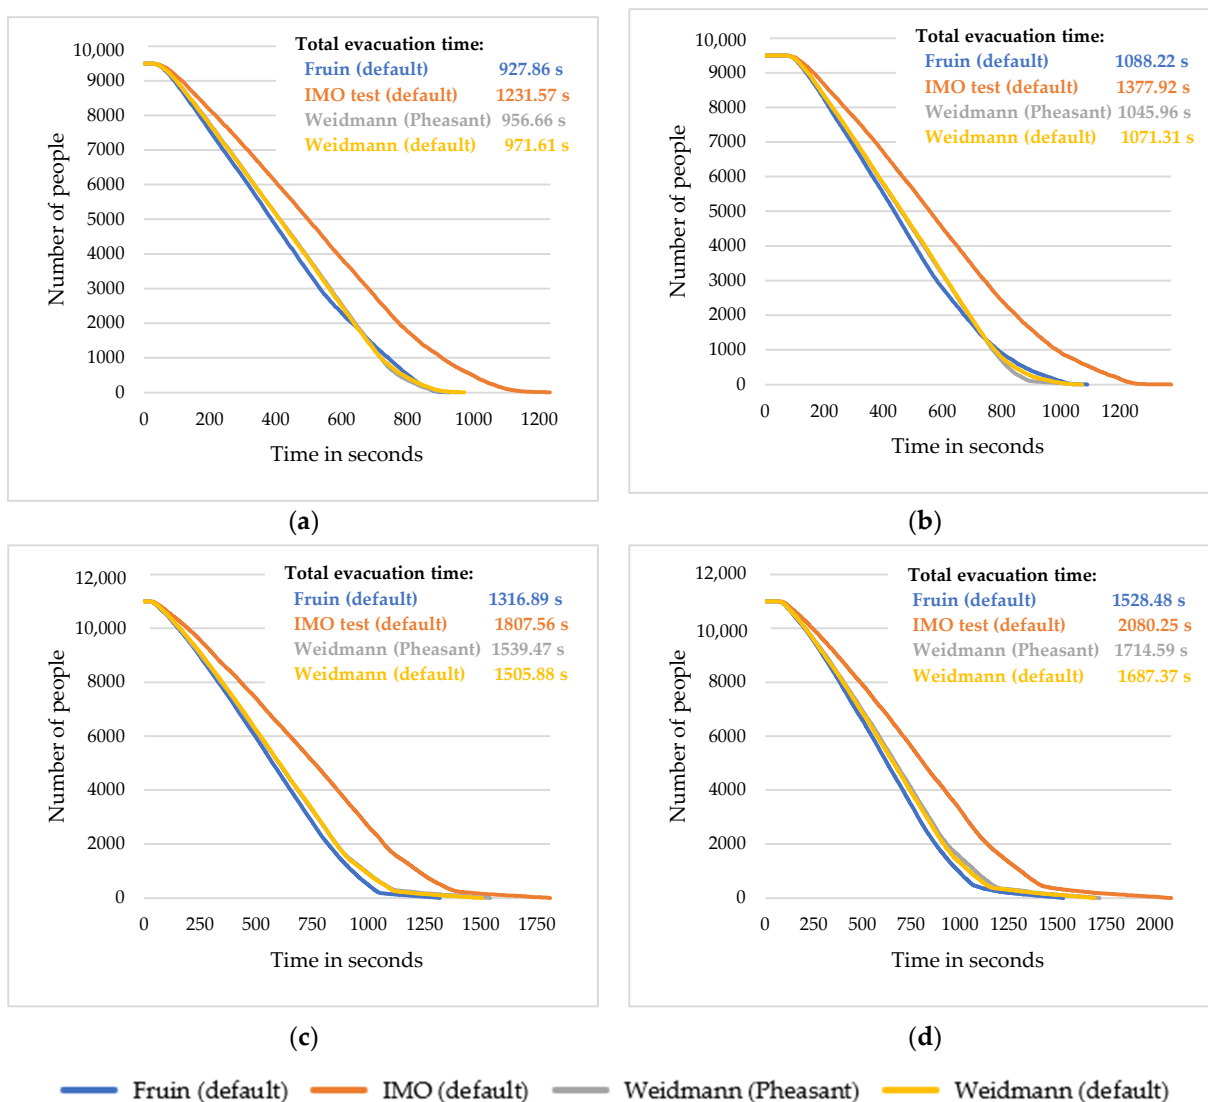 Total evacuation time:
Fruin (default) 927.86 s
IMO test (default) 1231.57 s
Weidmann (Pheasant) 956.66 s
Weidmann (default) 971.61 s
10,000
9000
8000
7000
6000
5000
4000
3000
2000
1000
0
Number of people
0 200 400 600 800 1000 1200
Time in seconds
(a)
Total evacuation time:
Fruin (default) 1088.22 s
IMO test (default) 1377.92 s
Weidmann (Pheasant) 1045.96 s
Weidmann (default) 1071.31 s
10,000
9000
8000
7000
6000
5000
4000
3000
2000
1000
0
Number of people
0 200 400 600 800 1000 1200
Time in seconds
(b)
Total evacuation time:
Fruin (default) 1316.89 s
IMO test (default) 1807.56 s
Weidmann (Pheasant) 1539.47 s
Weidmann (default) 1505.88 s
12,000
10,000
8000
6000
4000
2000
0
Number of people
0 250 500 750 1000 1250 1500 1750
Time in seconds
(c)
Total evacuation time:
Fruin (default) 1528.48 s
IMO test (default) 2080.25 s
Weidmann (Pheasant) 1714.59 s
Weidmann (default) 1687.37 s
12,000
10,000
8000
6000
4000
2000
0
Number of people
0 250 500 750 1000 1250 1500 1750 2000
Time in seconds
(d)
Fruin (default) IMO (default) Weidmann (Pheasant) Weidmann (default)